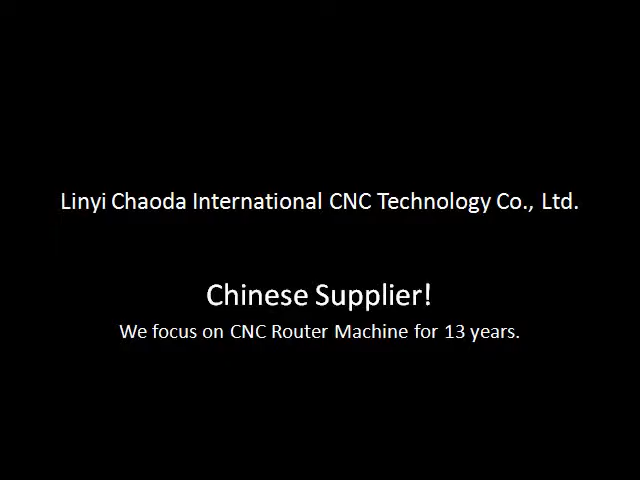 Linyi Chaoda International CNC Technology Co., Ltd.
Chinese Supplier!
We focus on CNC Router Machine for 13 years.